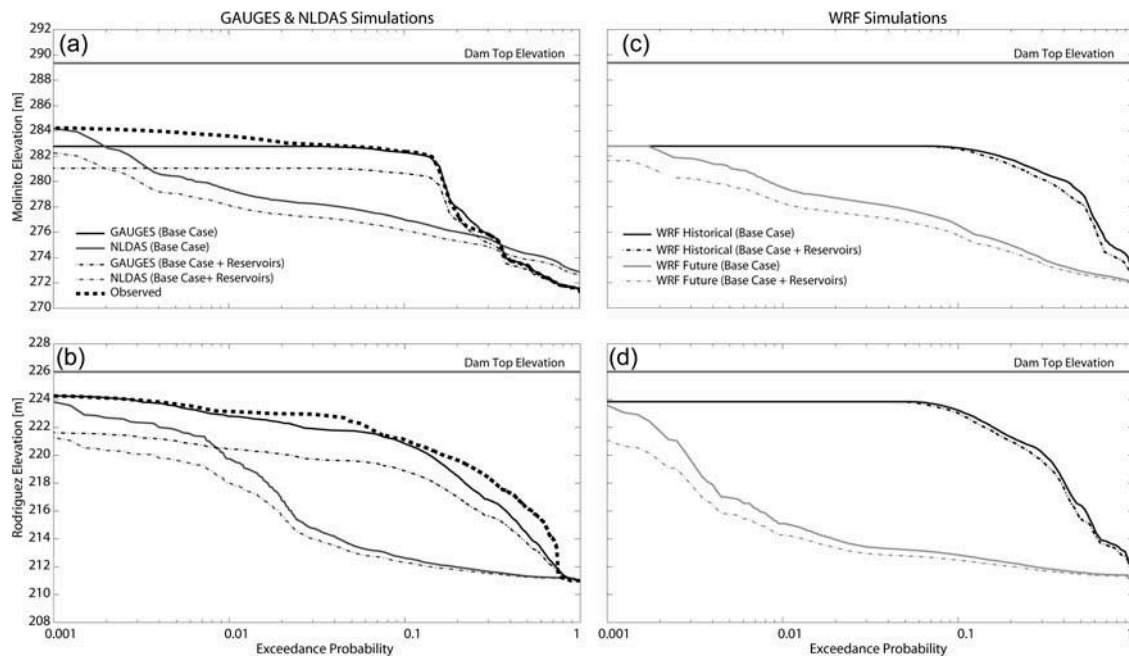 GAUGES & NLDAS Simulations
WRF Simulations
(a)
Dam Top Elevation
Molinito Elevation [m]
292
290
288
286
284
282
280
278
276
274
272
270
GAUGES (Base Case)
NLDAS (Base Case)
GAUGES (Base Case + Reservoirs)
NLDAS (Base Case+ Reservoirs)
Observed
(c)
Dam Top Elevation
WRF Historical (Base Case)
WRF Historical (Base Case + Reservoirs)
WRF Future (Base Case)
WRF Future (Base Case + Reservoirs)
(b)
Dam Top Elevation
Rodriguez Elevation [m]
228
226
224
220
218
216
214
212
210
208
0.001
0.01
0.1
1
Exceedance Probability
(d)
Dam Top Elevation
0.001
0.01
0.1
1
Exceedance Probability